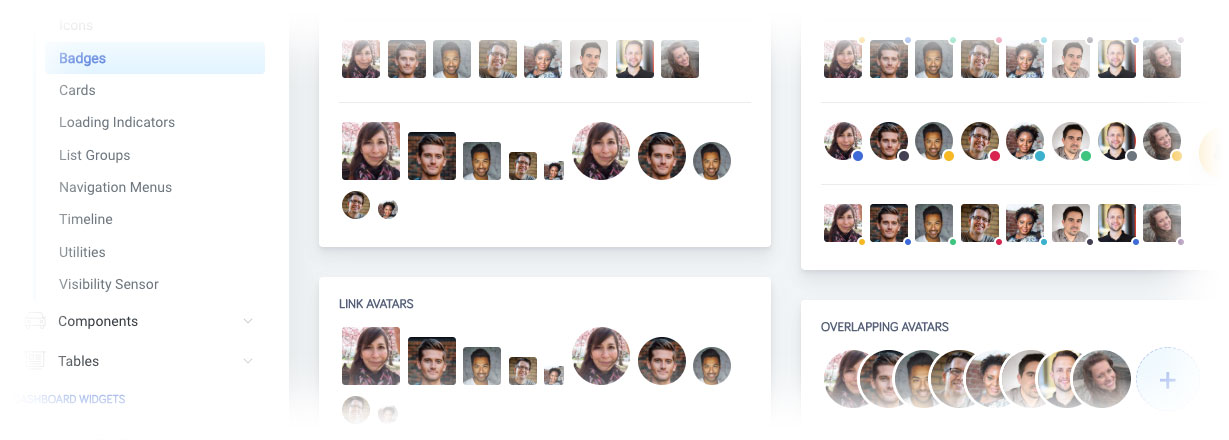 Icons
Badges
Cards
Loading Indicators
List Groups
Navigation Menus
Timeline
Utilities
Visibility Sensor
Components
Tables
DASHBOARD WIDGETS
LINK AVATARS
OVERLAPPING AVATARS